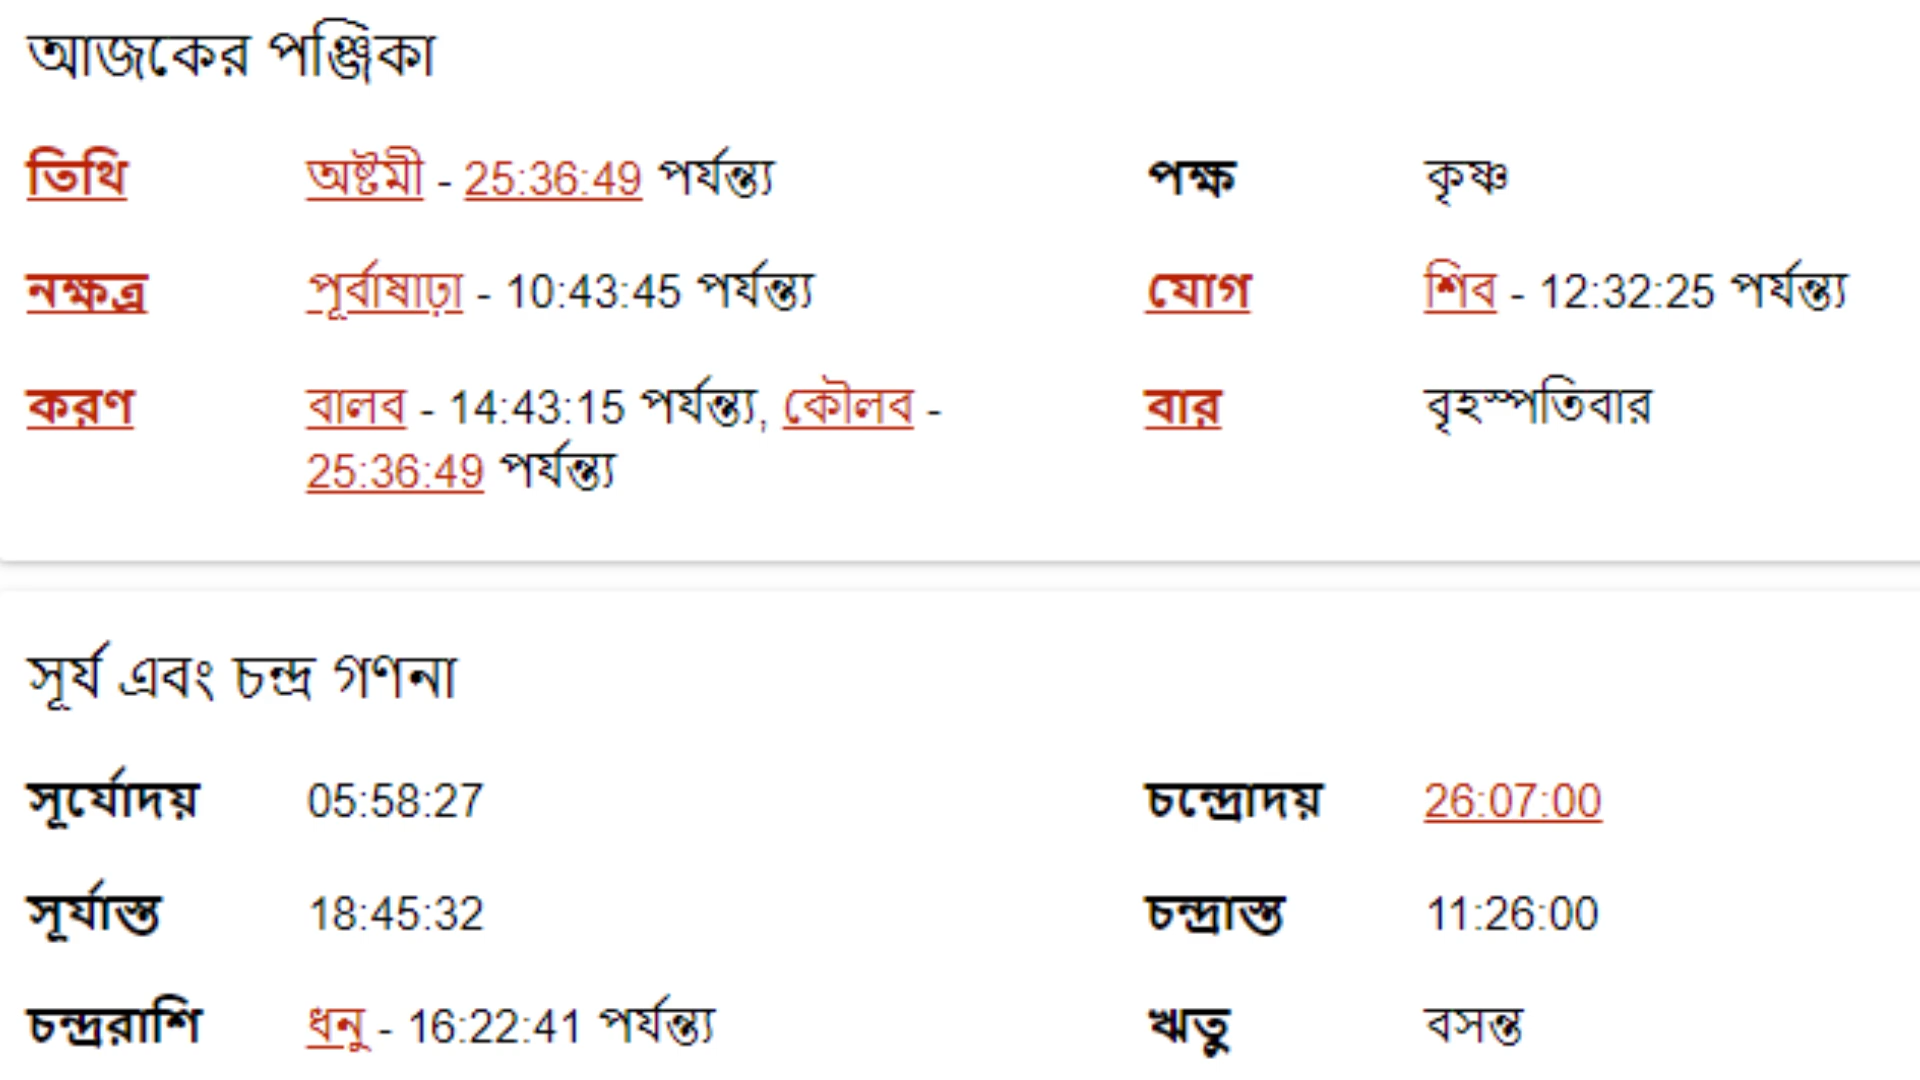 আজকের পঞ্জিকা
তিথি অষ্টমী - 25:36:49 পর্যন্ত্য পক্ষ কৃষ্ণ
নক্ষত্র পূর্বাষাঢ়া - 10:43:45 পর্যন্ত্য যোগ শিব - 12:32:25 পর্যন্ত্য
করণ বালব - 14:43:15 পর্যন্ত্য, কৌলব - বার বৃহস্পতিবার
25:36:49 পর্যন্ত্য
সূর্য এবং চন্দ্র গণনা
সূর্যোদয় 05:58:27 চন্দ্রোদয় 26:07:00
সূর্যাস্ত 18:45:32 চন্দ্রাস্ত 11:26:00
চন্দ্ররাশি ধনু - 16:22:41 পর্যন্ত্য ঋতু বসন্ত